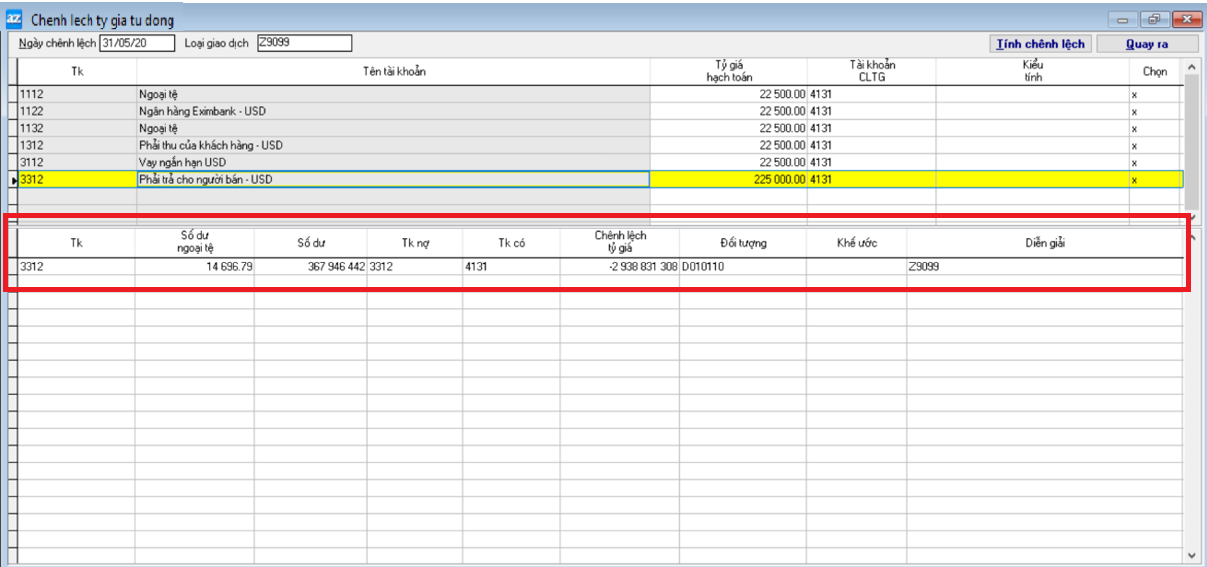 az Chenh lech ty gia tu dong
Ngày chênh lệch 31/05/20 Loại giao dịch Z9099 Tính chênh lệch Quay ra
Tk Tên tài khoản Tỷ giá hạch toán Tài khoản CLTG Kiểu tính Chọn
1112 Ngoại tệ 22 500.00 4131 x
1122 Ngân hàng Eximbank - USD 22 500.00 4131 x
1132 Ngoại tệ 22 500.00 4131 x
1312 Phải thu của khách hàng - USD 22 500.00 4131 x
3112 Vay ngắn hạn USD 22 500.00 4131 x
3312 Phải trả cho người bán - USD 225 000.00 4131 x
Tk Số dư ngoại tệ Số dư Tk nợ Tk có Chênh lệch tỷ giá Đối tượng Khế ước Diễn giải
3312 14 696.79 367 946 442 3312 4131 -2 938 831 308 D010110 Z9099